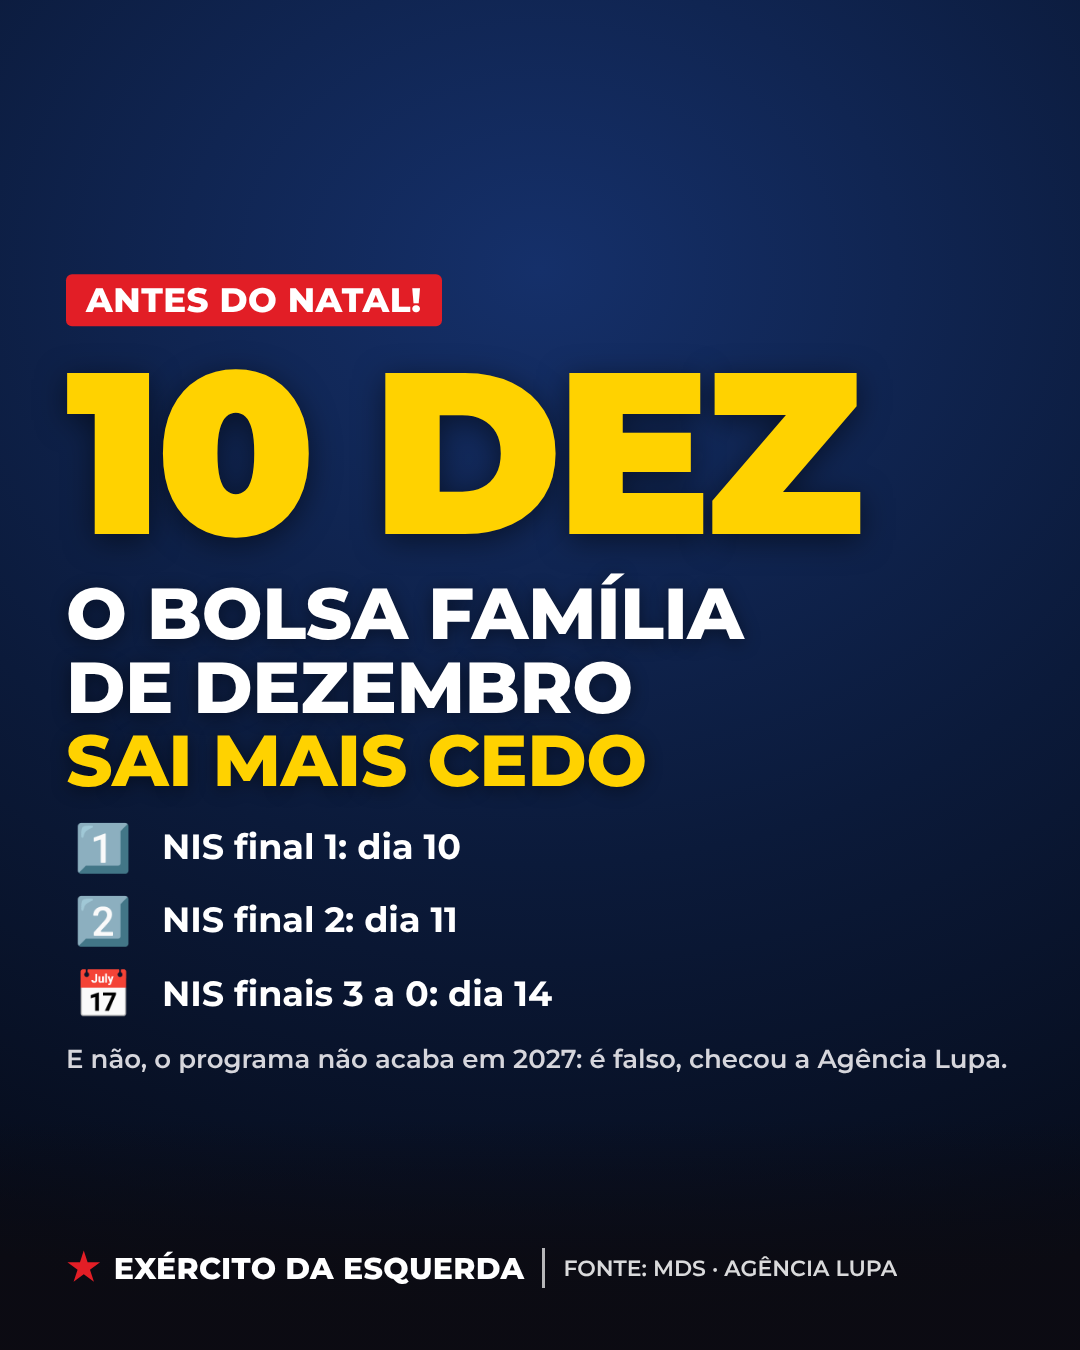 ANTES DO NATAL!
10 DEZ
O BOLSA FAMÍLIA
DE DEZEMBRO
SAI MAIS CEDO
1 NIS final 1: dia 10
2 NIS final 2: dia 11
July
17
NIS finais 3 a 0: dia 14
E não, o programa não acaba em 2027: é falso, checou a Agência Lupa.
EXÉRCITO DA ESQUERDA
FONTE: MDS · AGÊNCIA LUPA